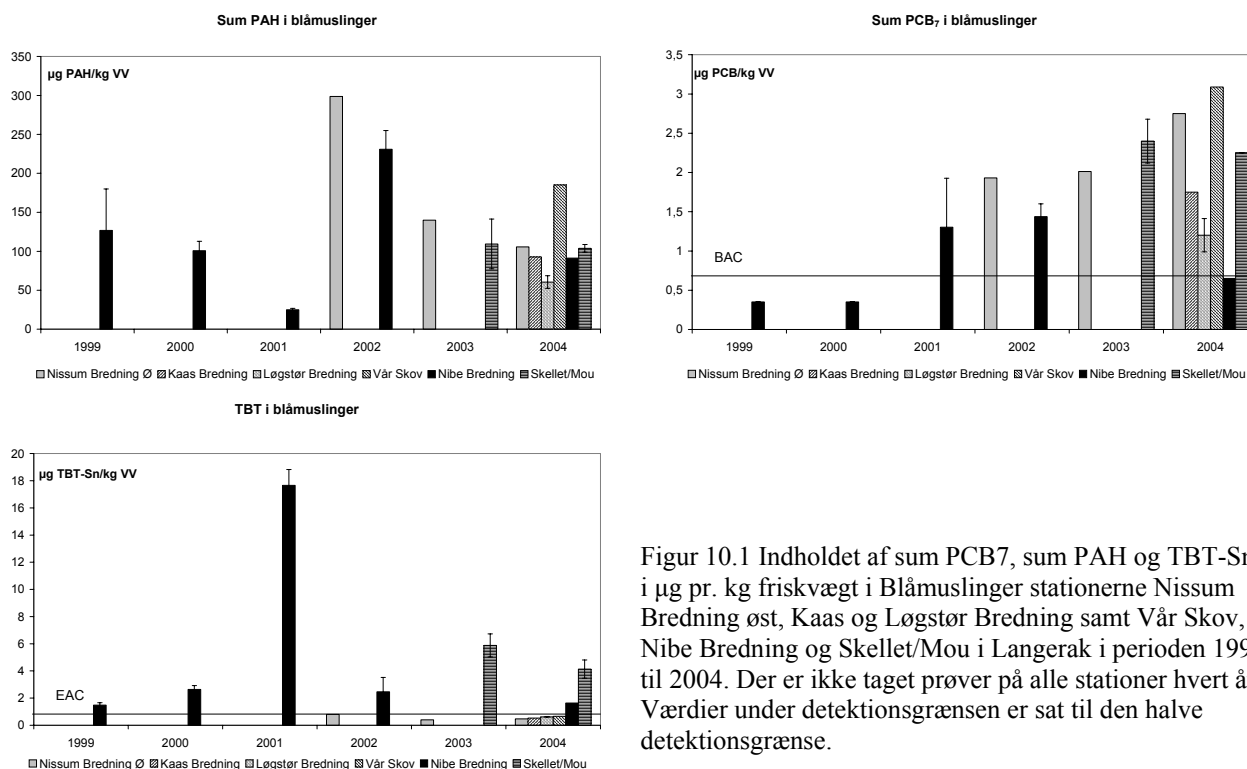 Sum PAH i blåmuslinger
350
300
250
200
150
100
50
0
µg PAH/kg VV
1999 2000 2001 2002 2003 2004
Nissum Bredning Ø Kaas Bredning Løgstør Bredning Vår Skov Nibe Bredning Skellet/Mou
Sum PCB₇ i blåmuslinger
3,5
3
2,5
2
1,5
1
0,5
0
µg PCB/kg VV
BAC
1999 2000 2001 2002 2003 2004
Nissum Bredning Ø Kaas Bredning Løgstør Bredning Vår Skov Nibe Bredning Skellet/Mou
TBT i blåmuslinger
20
18
16
14
12
10
8
6
4
2
0
µg TBT-Sn/kg VV
EAC
1999 2000 2001 2002 2003 2004
Nissum Bredning Ø Kaas Bredning Løgstør Bredning Vår Skov Nibe Bredning Skellet/Mou
Figur 10.1 Indholdet af sum PCB7, sum PAH og TBT-Sn
i µg pr. kg friskvægt i Blåmuslinger stationerne Nissum
Bredning øst, Kaas og Løgstør Bredning samt Vår Skov,
Nibe Bredning og Skellet/Mou i Langerak i perioden 199
til 2004. Der er ikke taget prøver på alle stationer hvert å
Værdier under detektionsgrænsen er sat til den halve
detektionsgrænse.